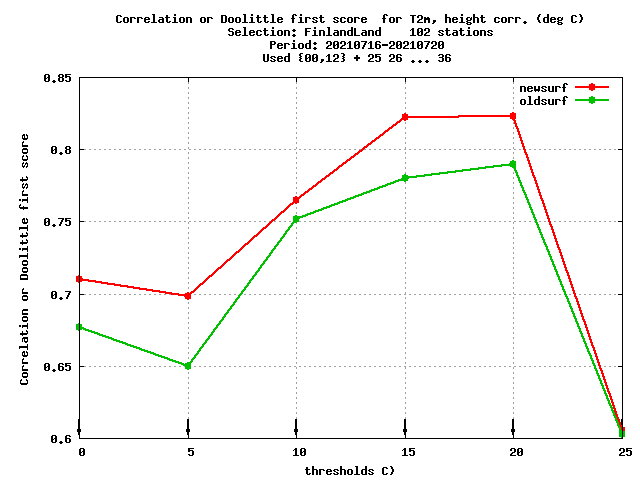 Correlation or Doolittle first score  for T2m, height corr. (deg C)
Selection: FinlandLand    102 stations
Period: 20210716-20210720
Used {00,12} + 25 26 ... 36
newsurf
oldsurf
0.85
0.8
0.75
0.7
0.65
0.6
Correlation or Doolittle first score
0 5 10 15 20 25
thresholds C)